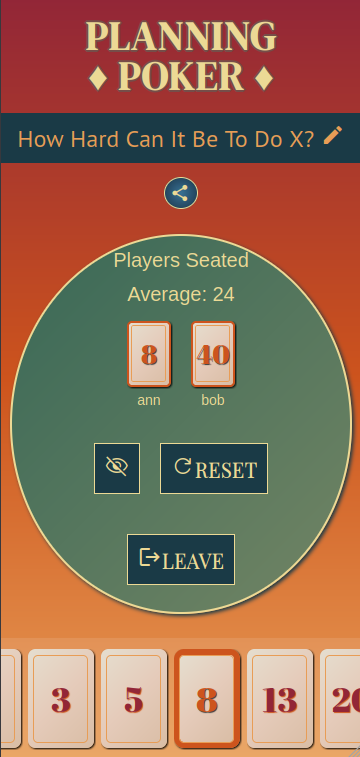 PLANNING
♦ POKER ♦
How Hard Can It Be To Do X?
Players Seated
Average: 24
8 40
ann bob
RESET
LEAVE
3 5 8 13 20